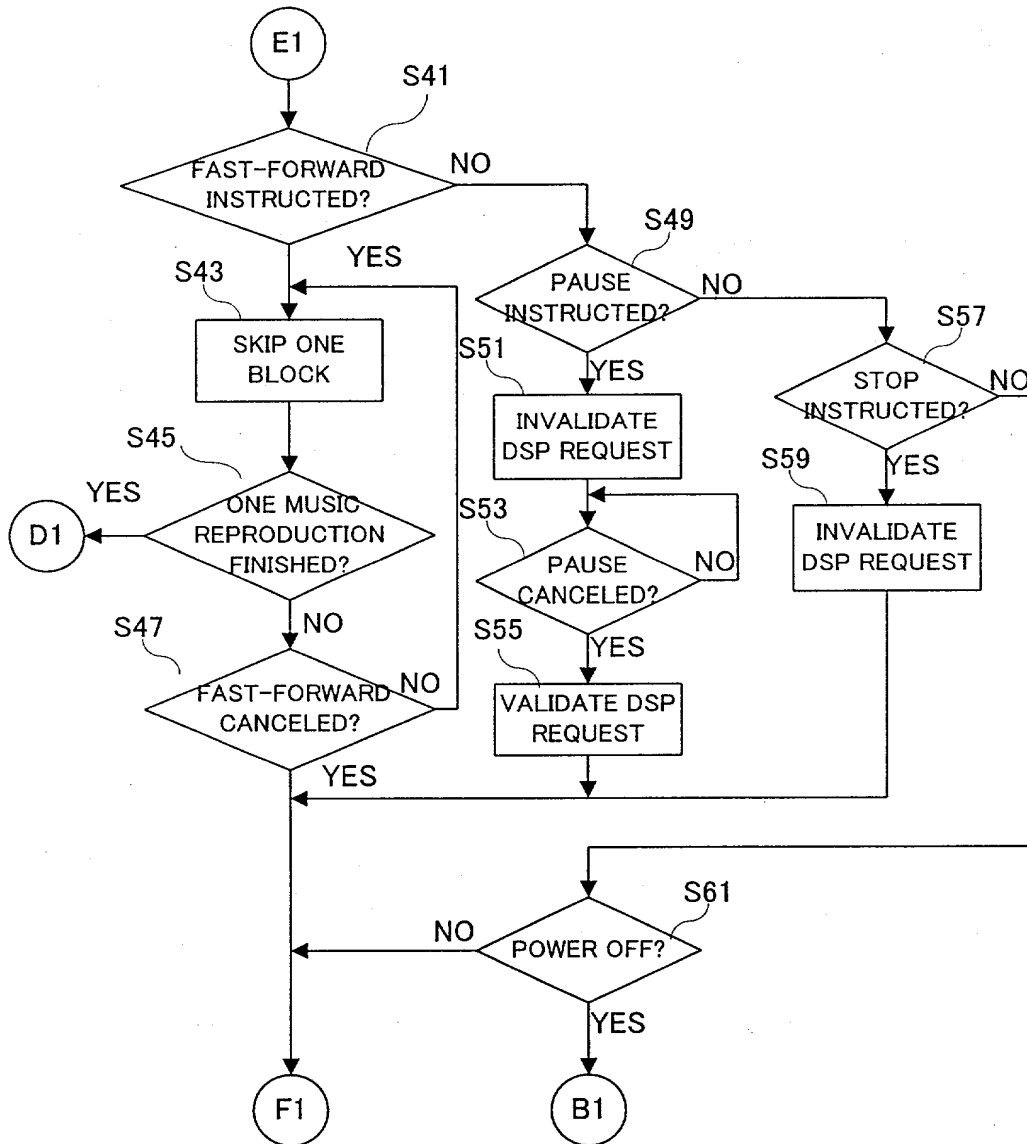 E1
S41
FAST-FORWARD
INSTRUCTED?
NO
YES
S43
SKIP ONE
BLOCK
S45
YES
D1
ONE MUSIC
REPRODUCTION
FINISHED?
NO
S47
FAST-FORWARD
CANCELED?
NO
YES
S49
PAUSE
INSTRUCTED?
NO
S51
YES
INVALIDATE
DSP REQUEST
S53
PAUSE
CANCELED?
NO
S55
YES
VALIDATE DSP
REQUEST
S57
STOP
INSTRUCTED?
NO
S59
YES
INVALIDATE
DSP REQUEST
S61
NO
POWER OFF?
YES
F1
B1